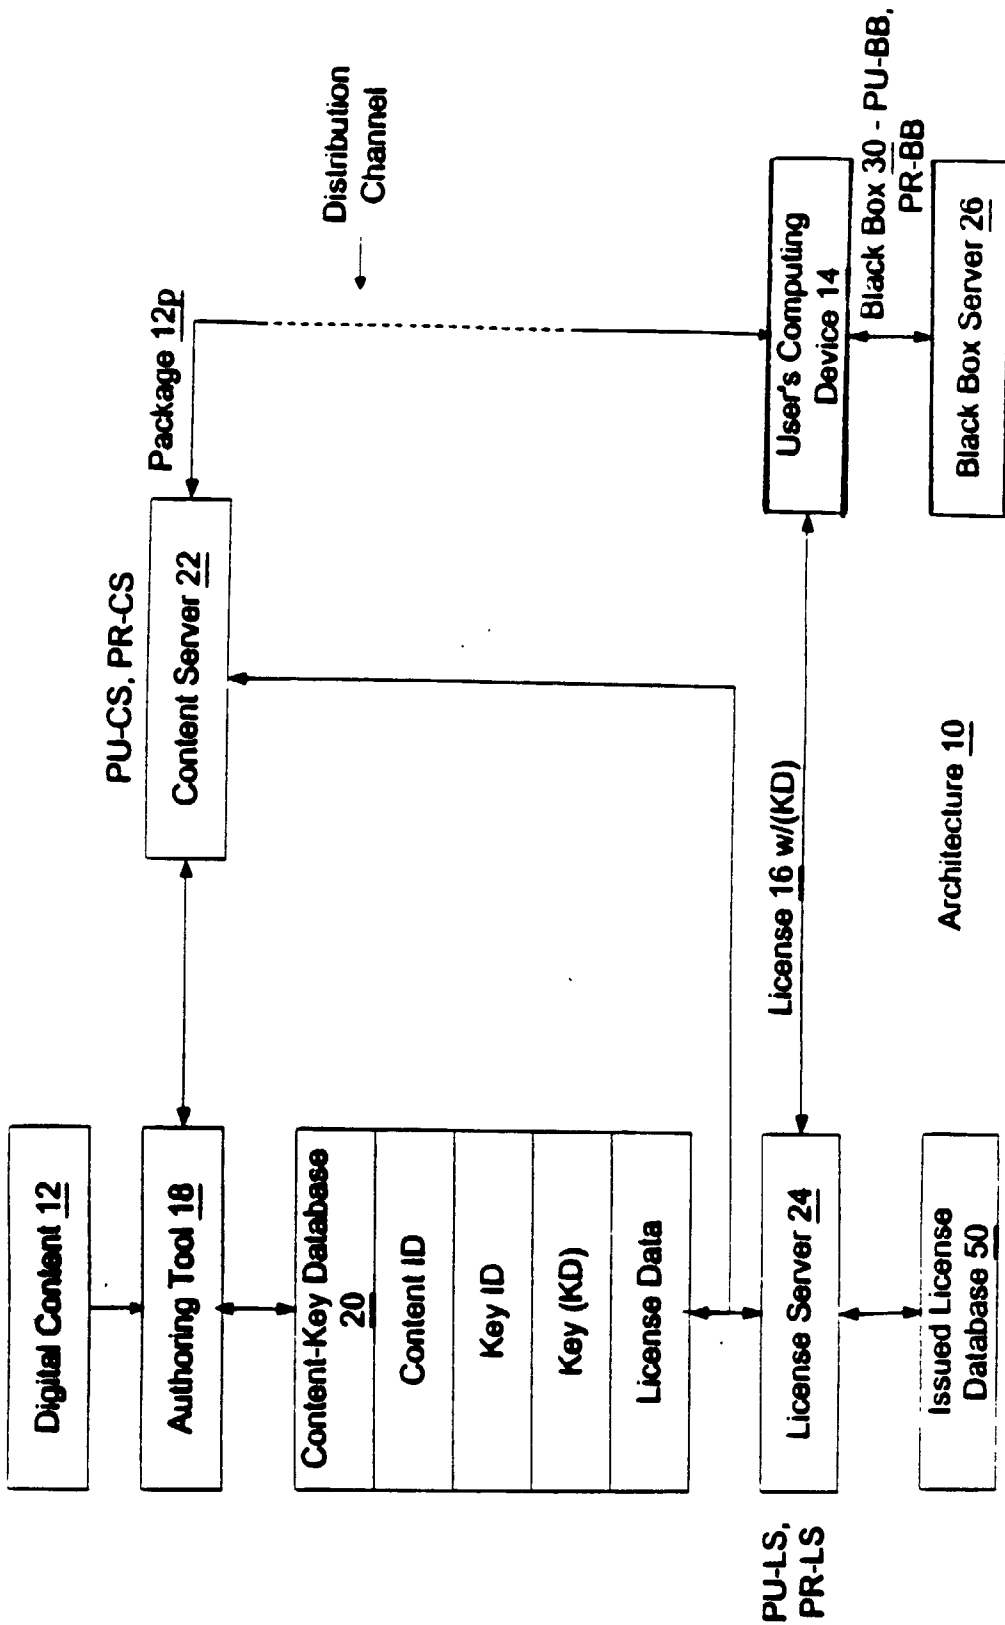 Digital Content 12
Authoring Tool 18
Content-Key Database
20
Content ID
Key ID
Key (KD)
License Data
PU-LS,
PR-LS
License Server 24
Issued License
Database 50
PU-CS, PR-CS
Content Server 22
Package 12p
Distribution
Channel
License 16 w/(KD)
User's Computing
Device 14
Black Box 30 - PU-BB,
PR-BB
Black Box Server 26
Architecture 10